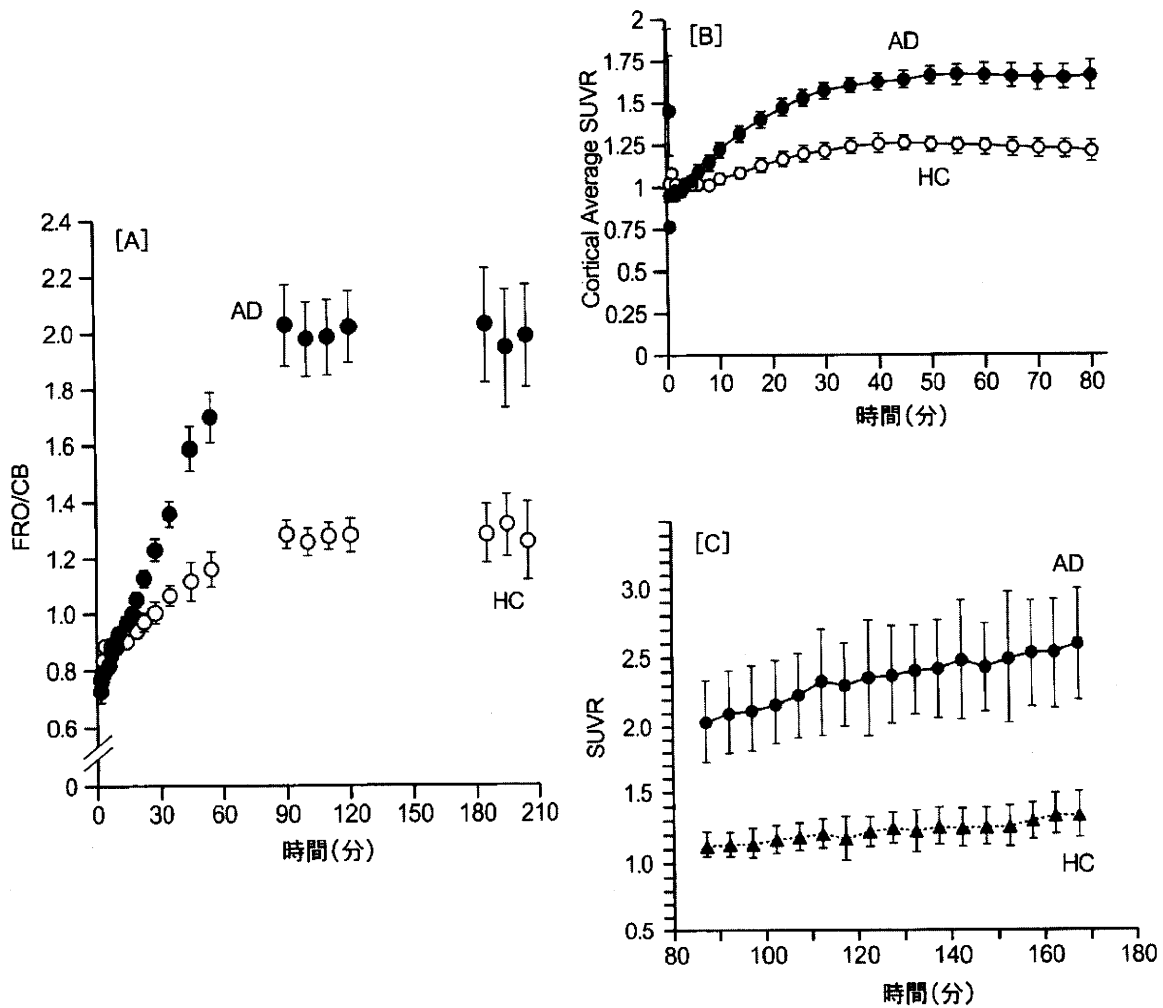 [A]
AD
HC
FRO/CB
2.4
2.2
2.0
1.8
1.6
1.4
1.2
1.0
0.8
0.6
0
0 30 60 90 120 150 180 210
時間(分)
[B]
AD
HC
Cortical Average SUVR
2
1.75
1.5
1.25
1
0.75
0.5
0.25
0
0 10 20 30 40 50 60 70 80
時間(分)
[C]
AD
HC
SUVR
3.5
3.0
2.5
2.0
1.5
1.0
0.5
80 100 120 140 160 180
時間(分)